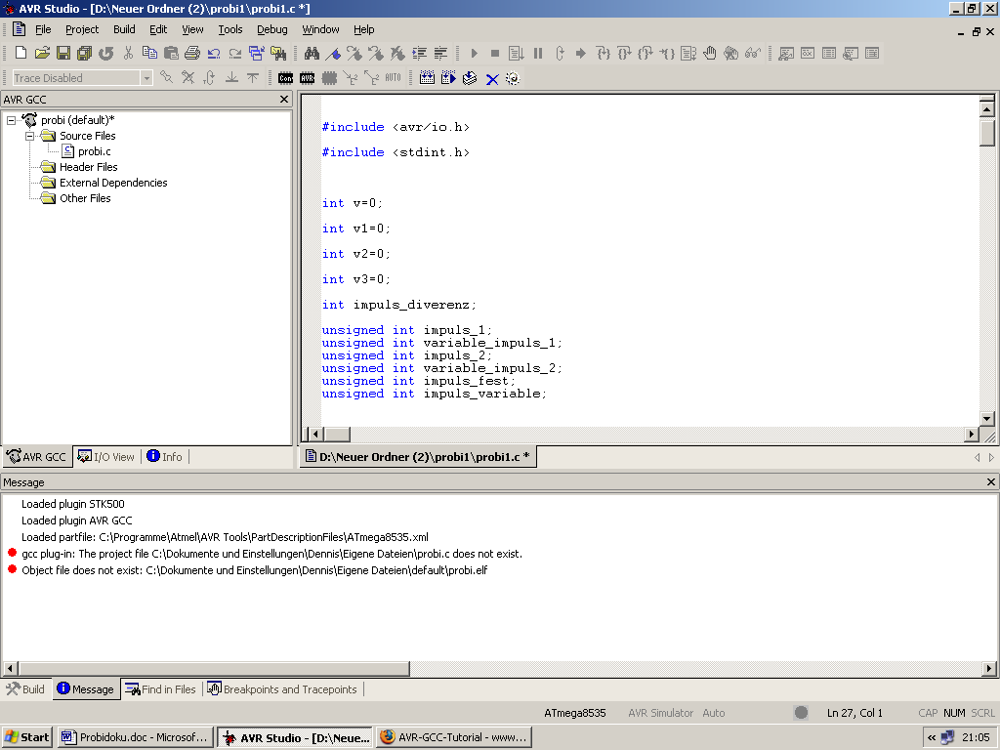 AVR Studio - [D:\Neuer Ordner (2)\probi1\probi1.c *]
File Project Build Edit View Tools Debug Window Help
Trace Disabled
Con AVR AUTO
AVR GCC
probi (default)*
Source Files
probi.c
Header Files
External Dependencies
Other Files
#include <avr/io.h>
#include <stdint.h>
int v=0;
int v1=0;
int v2=0;
int v3=0;
int impuls_diverenz;
unsigned int impuls_1;
unsigned int variable_impuls_1;
unsigned int impuls_2;
unsigned int variable_impuls_2;
unsigned int impuls_fest;
unsigned int impuls_variable;
AVR GCC I/O View Info
D:\Neuer Ordner (2)\probi1\probi1.c *
Message
Loaded plugin STK500
Loaded plugin AVR GCC
Loaded partfile: C:\Programme\Atmel\AVR Tools\PartDescriptionFiles\ATmega8535.xml
gcc plug-in: The project file C:\Dokumente und Einstellungen\Dennis\Eigene Dateien\probi.c does not exist.
Object file does not exist: C:\Dokumente und Einstellungen\Dennis\Eigene Dateien\default\probi.elf
Build Message Find in Files Breakpoints and Tracepoints
ATmega8535 AVR Simulator Auto Ln 27, Col 1 CAP NUM SCRL
Start Probidoku.doc - Microsof... AVR Studio - [D:\Neue... AVR-GCC-Tutorial - www... « 21:05